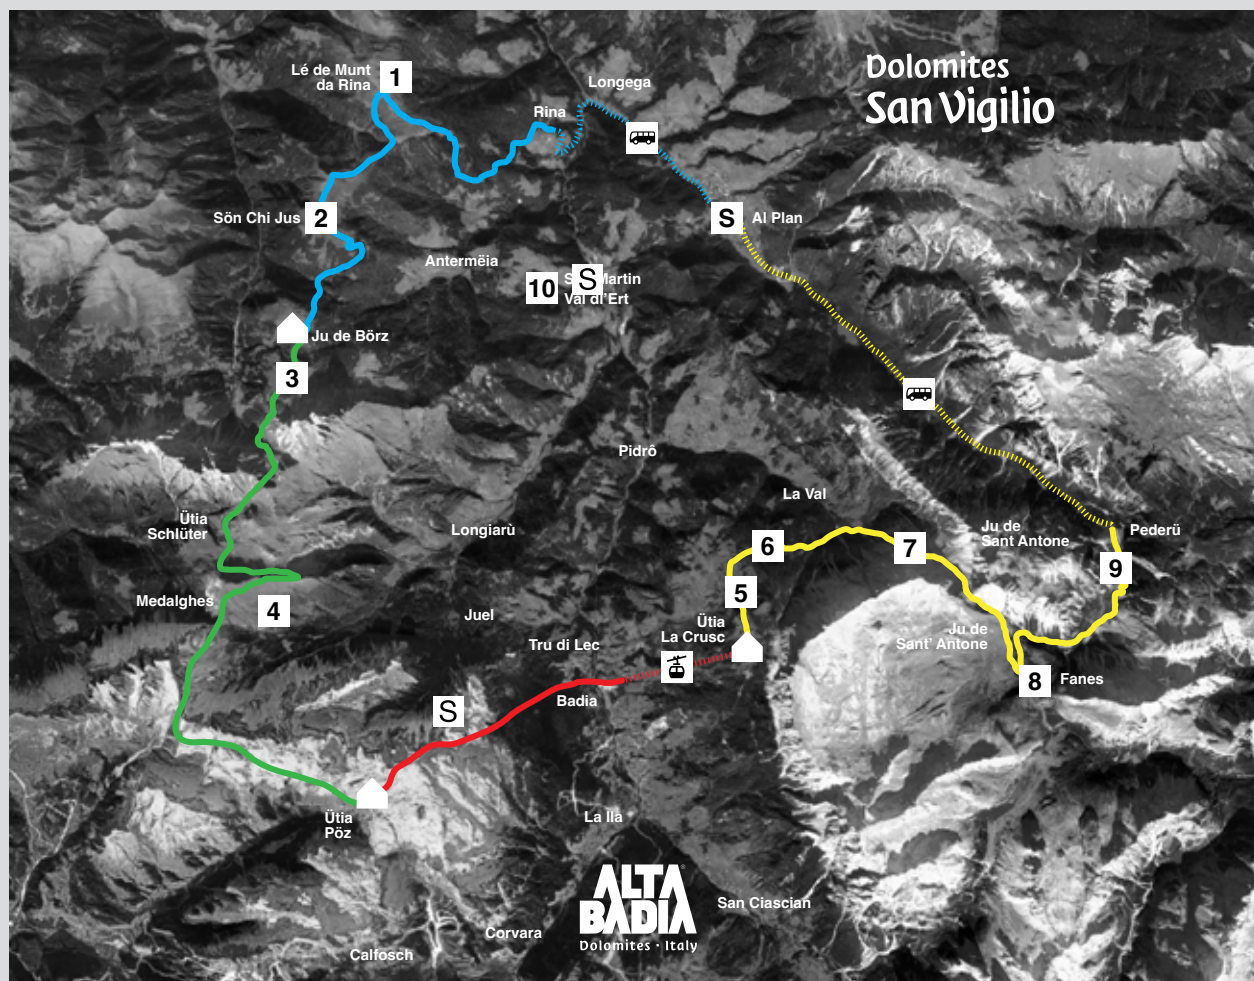 Dolomites
San Vigilio
Lé de Munt
da Rina
1
Longega
Rina
Sön Chi Jus
2
S
Al Plan
Antermëia
10
S
Martin
Val dl'Ert
Ju de Börz
3
Pidrô
La Val
Ütia
Schlüter
Longiarù
6
7
Ju de
Sant Antone
Pederü
9
5
Medalghes
4
Juel
Ütia
La Crusc
Tru di Lec
Ju de
Sant' Antone
8
Fanes
Badia
S
Ütia
Pöz
La Ila
ALTA
BADIA
Dolomites · Italy
San Ciascian
Corvara
Calfosch